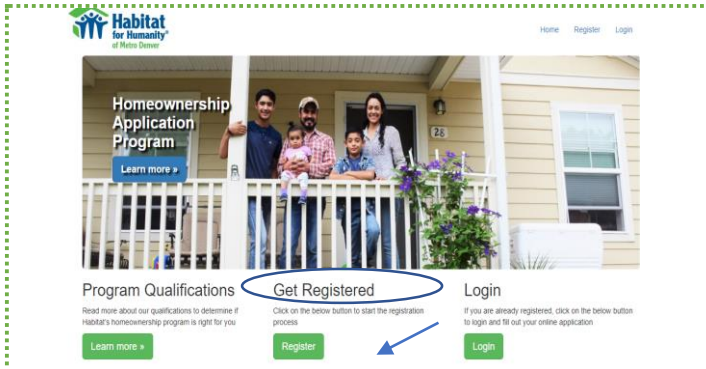 Habitat
for Humanity®
of Metro Denver
Home Register Login
Homeownership
Application
Program
Learn more »
28
Program Qualifications
Read more about our qualifications to determine if
Habitat's homeownership program is right for you
Learn more »
Get Registered
Click on the below button to start the registration
process
Register
Login
If you are already registered, click on the below button
to login and fill out your online application
Login